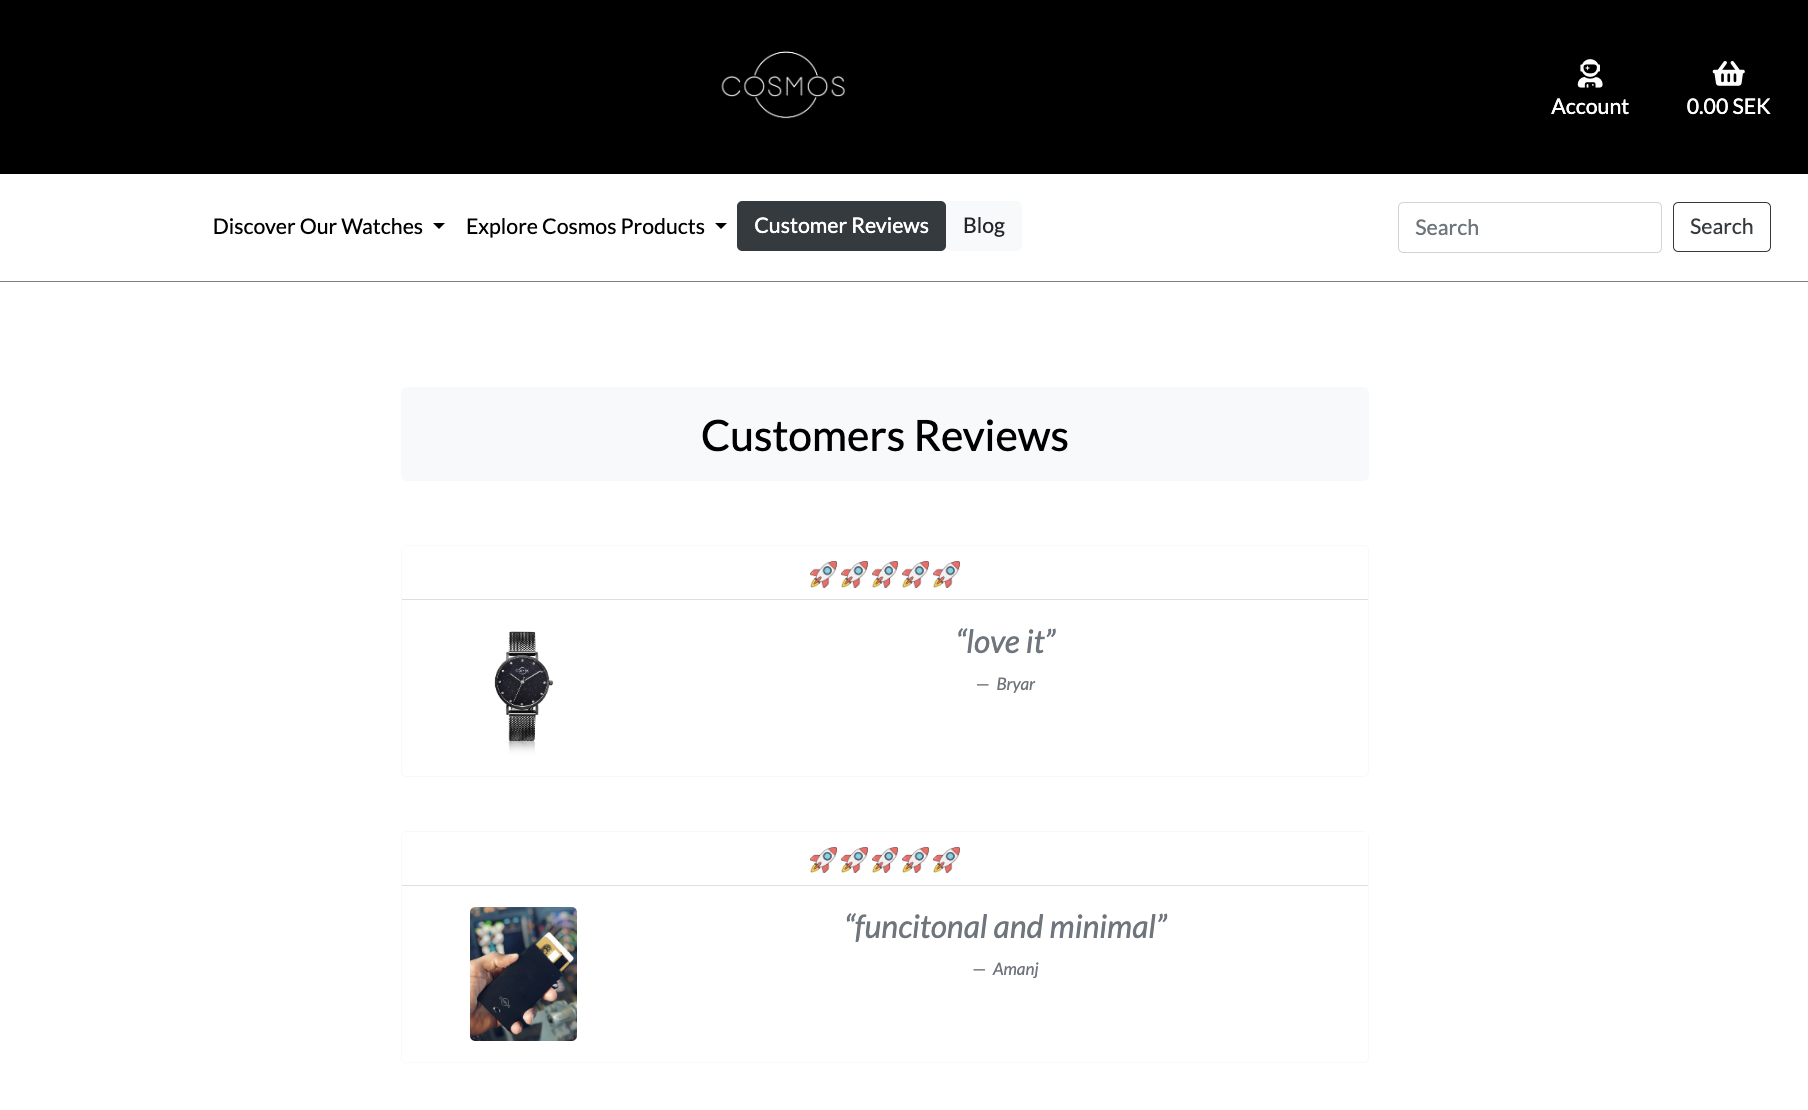 COSMOS
Account
0.00 SEK
Discover Our Watches
Explore Cosmos Products
Customer Reviews
Blog
Search
Search
Customers Reviews
“love it”
— Bryar
“funcitonal and minimal”
— Amanj